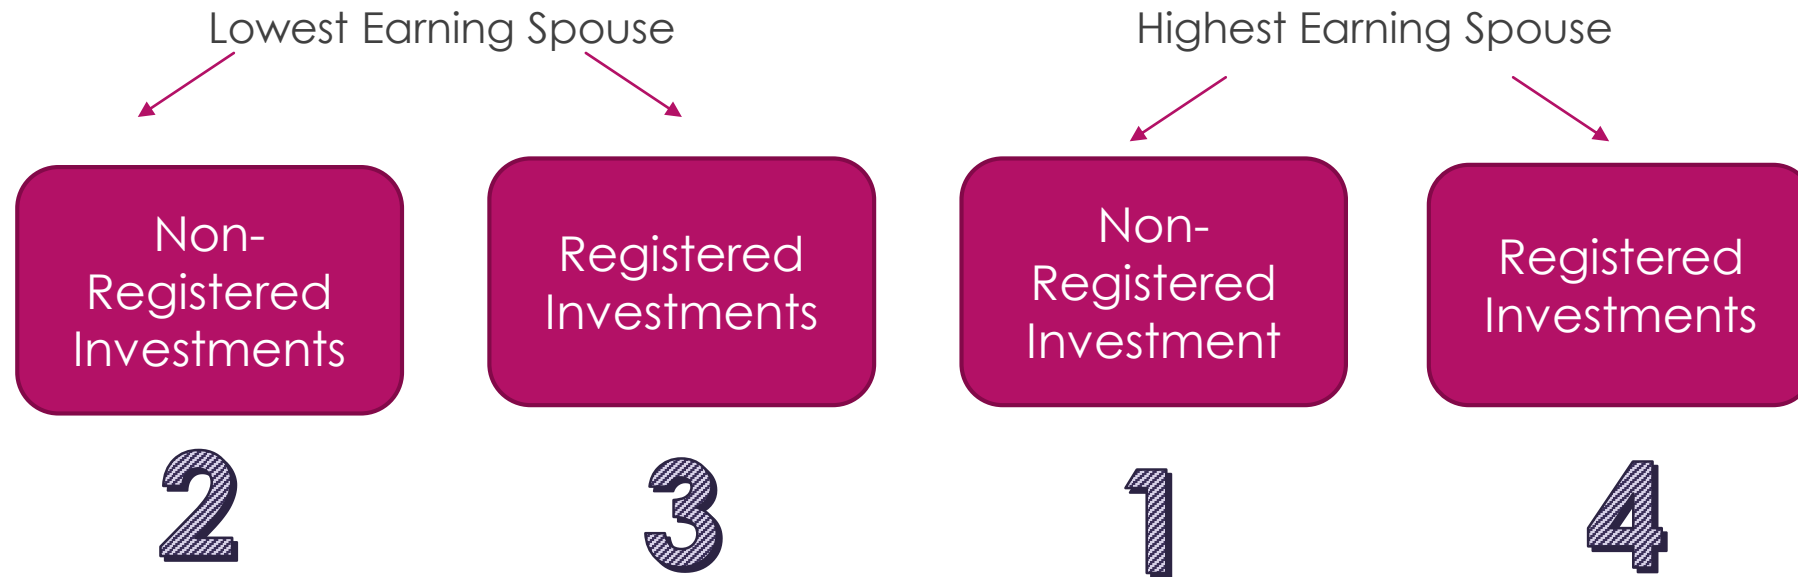 Lowest Earning Spouse
Highest Earning Spouse
Non-
Registered
Investments
Registered
Investments
Non-
Registered
Investment
Registered
Investments
2
3
1
4